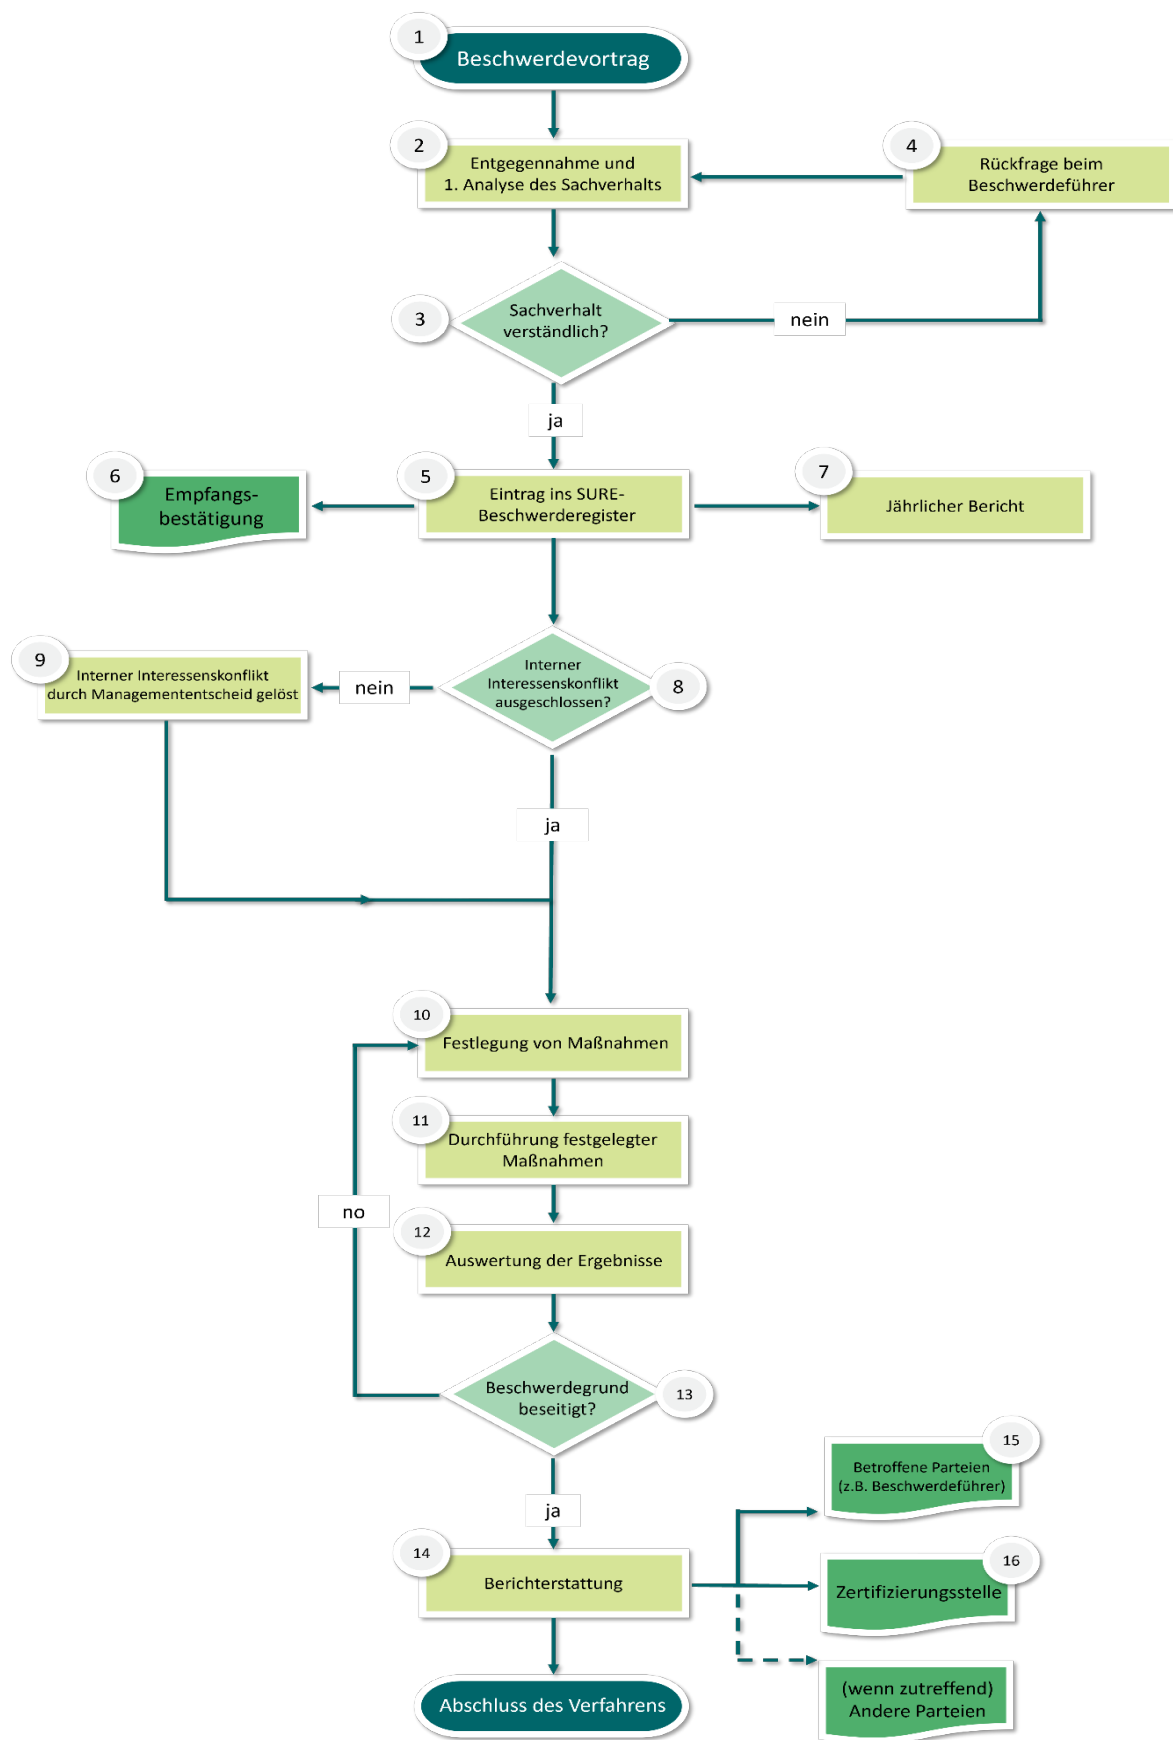 1
Beschwerdevortrag
2
Entgegennahme und
1. Analyse des Sachverhalts
4
Rückfrage beim
Beschwerdeführer
3
Sachverhalt
verständlich?
nein
ja
6
Empfangs-
bestätigung
5
Eintrag ins SURE-
Beschwerderegister
7
Jährlicher Bericht
9
Interner Interessenskonflikt
durch Managemententscheid gelöst
nein
Interner
Interessenskonflikt
ausgeschlossen?
8
ja
10
Festlegung von Maßnahmen
11
Durchführung festgelegter
Maßnahmen
no
12
Auswertung der Ergebnisse
Beschwerdegrund
beseitigt?
13
ja
14
Berichterstattung
15
Betroffene Parteien
(z.B. Beschwerdeführer)
16
Zertifizierungsstelle
(wenn zutreffend)
Andere Parteien
Abschluss des Verfahrens